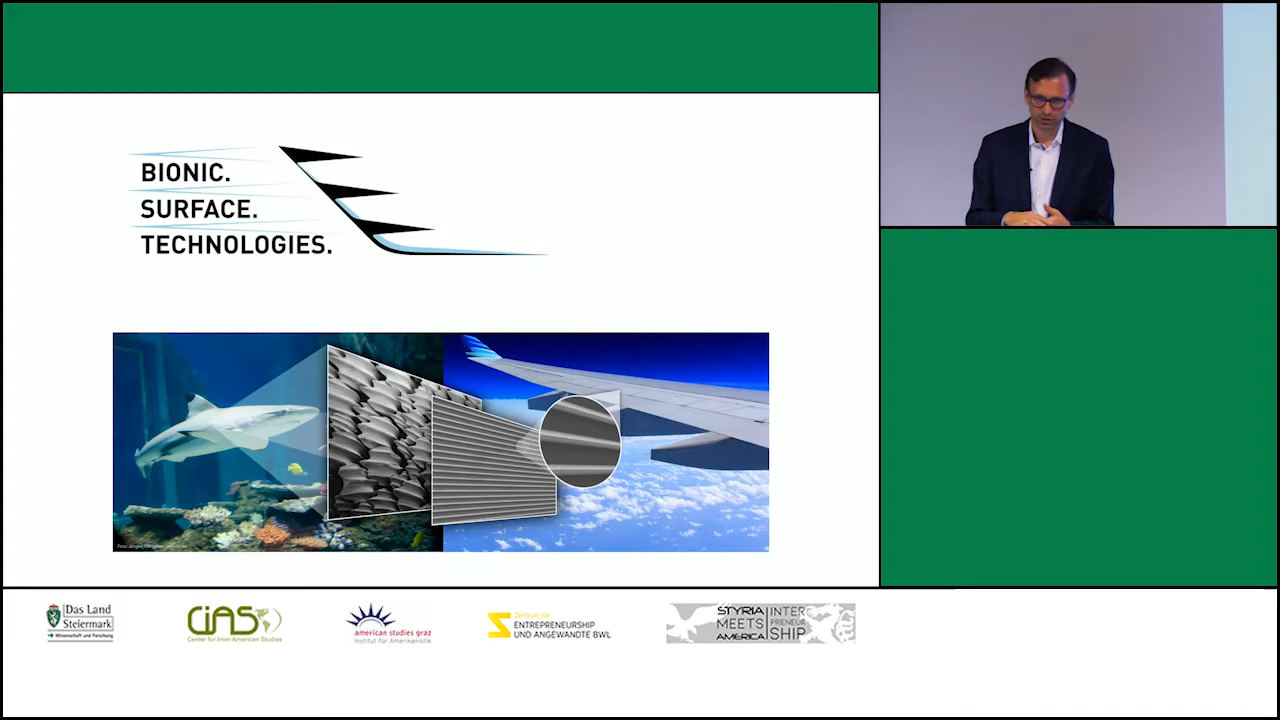 BIONIC.
SURFACE.
TECHNOLOGIES.
Das Land
Steiermark
Wissenschaft und Forschung
CIAS
Center for Inter-American Studies
american studies graz
Institut für Amerikanistik
Zentrum für
ENTREPRENEURSHIP
UND ANGEWANDTE BWL
STYRIA
MEETS
AMERICA
INTER
PRENEUR
SHIP